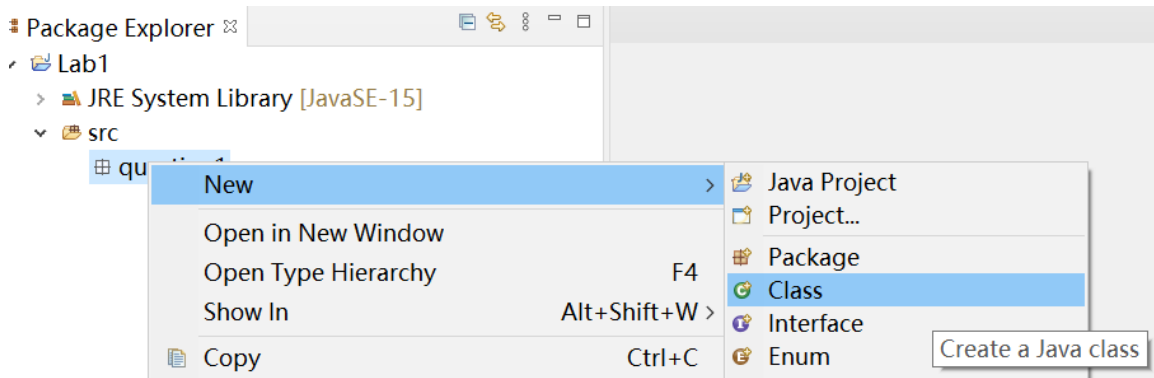 Package Explorer
Lab1
JRE System Library [JavaSE-15]
src
New
Open in New Window
Open Type Hierarchy F4
Show In Alt+Shift+W >
Copy Ctrl+C
Java Project
Project...
Package
Class
Interface
Enum
Create a Java class